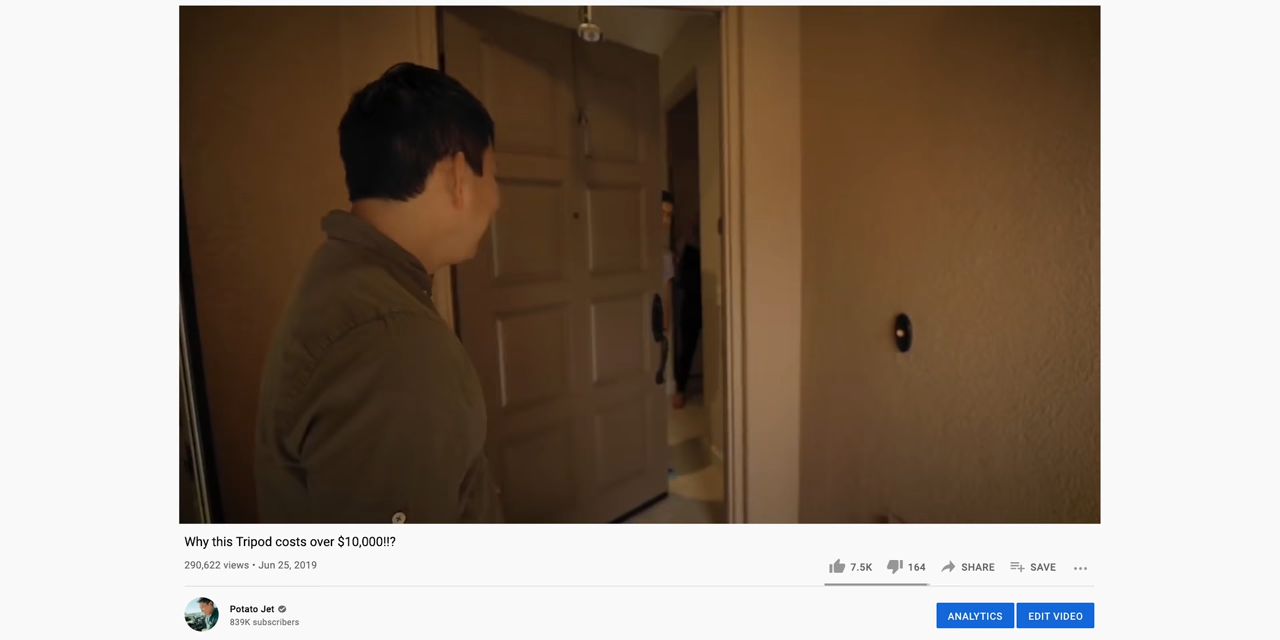 Why this Tripod costs over $10,000!!?
290,622 views • Jun 25, 2019
7.5K 164 SHARE SAVE
Potato Jet
839K subscribers
ANALYTICS EDIT VIDEO